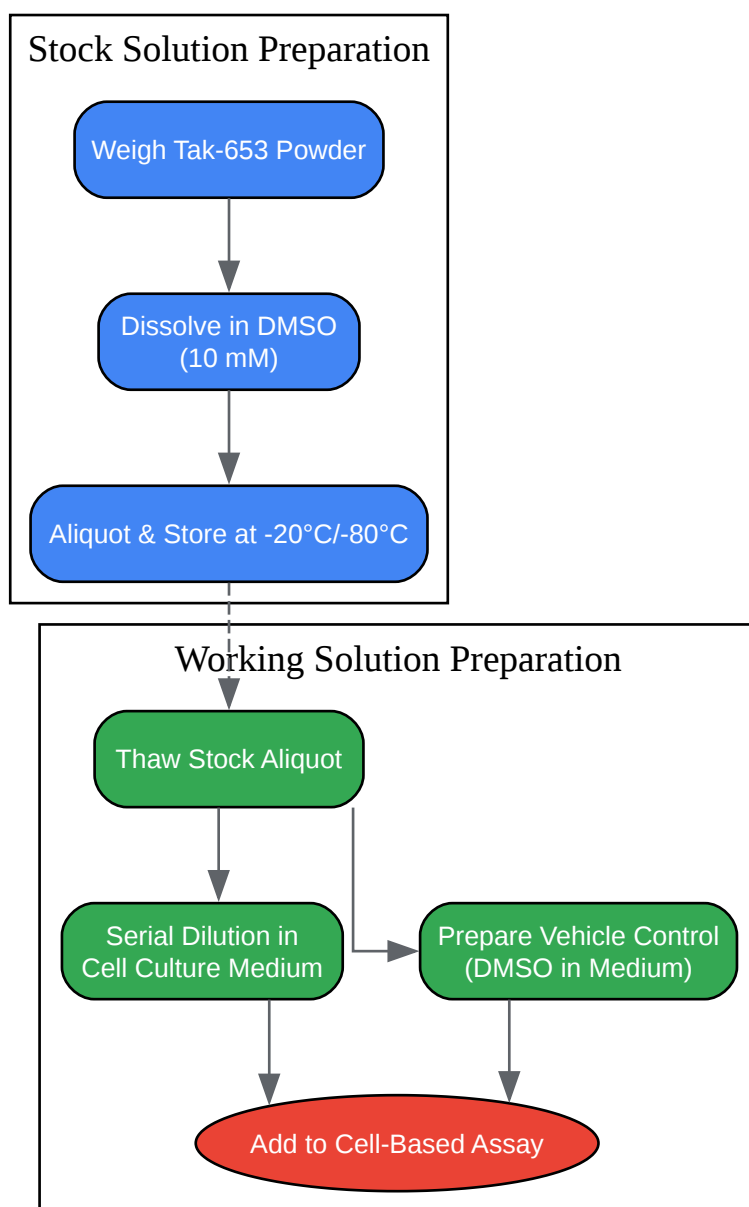 Stock Solution Preparation
Weigh Tak-653 Powder
Dissolve in DMSO
(10 mM)
Aliquot & Store at -20°C/-80°C
Working Solution Preparation
Thaw Stock Aliquot
Serial Dilution in
Cell Culture Medium
Prepare Vehicle Control
(DMSO in Medium)
Add to Cell-Based Assay